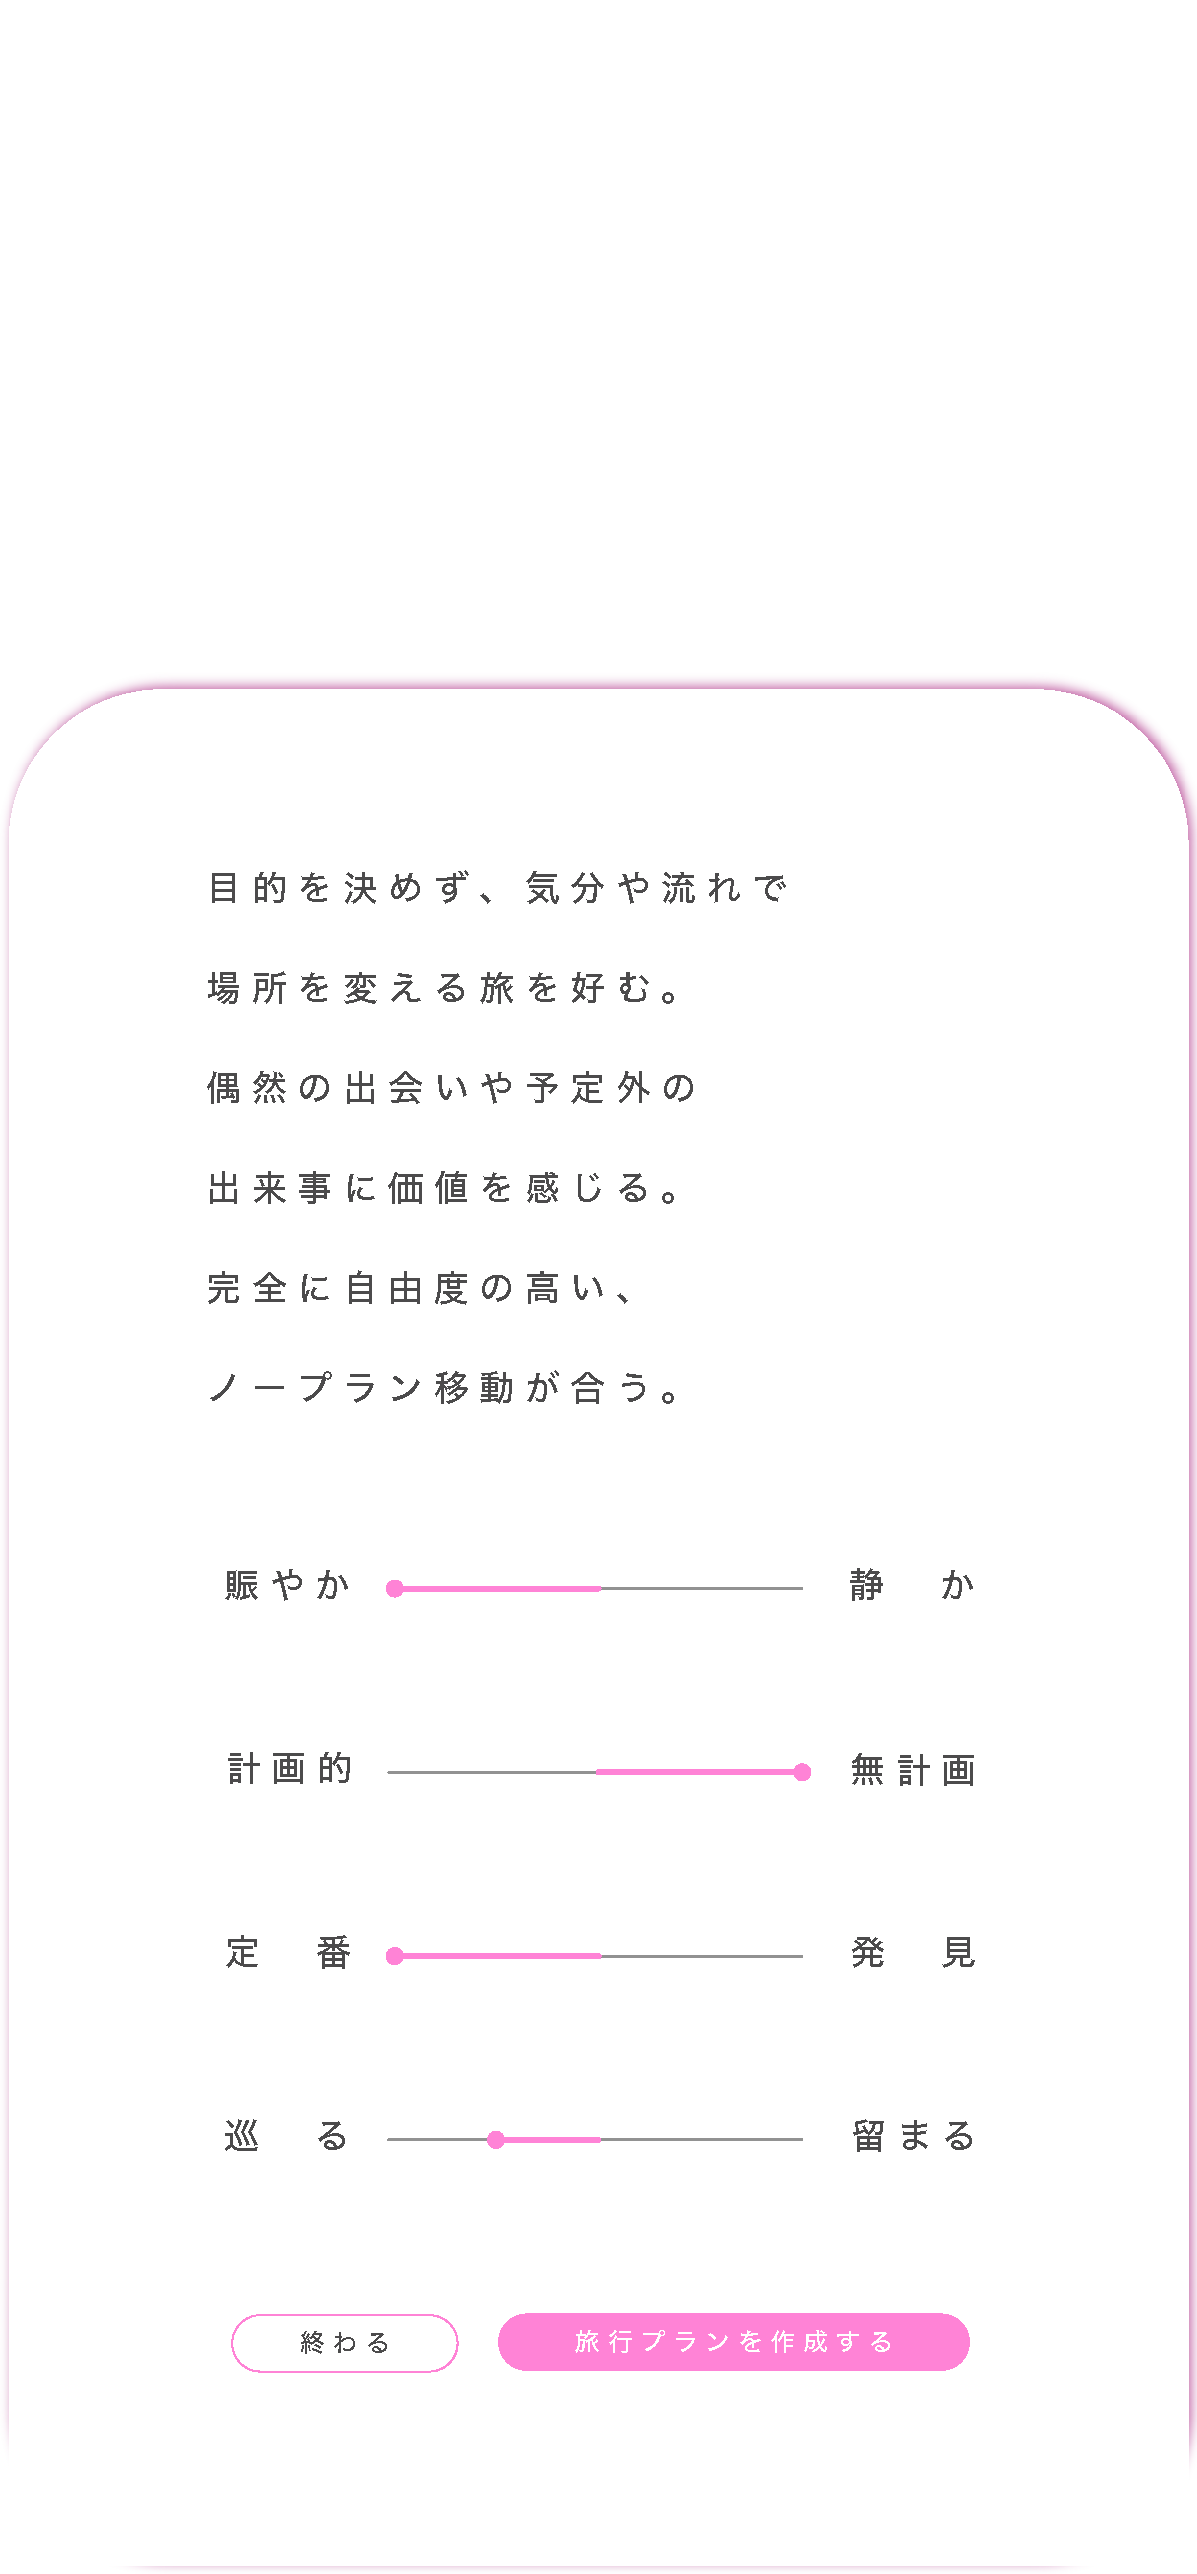 目的を決めず、気分や流れで
場所を変える旅を好む。
偶然の出会いや予定外の
出来事に価値を感じる。
完全に自由度の高い、
ノープラン移動が合う。
賑やか 静か
計画的 無計画
定番 発見
巡る 留まる
終わる 旅行プランを作成する